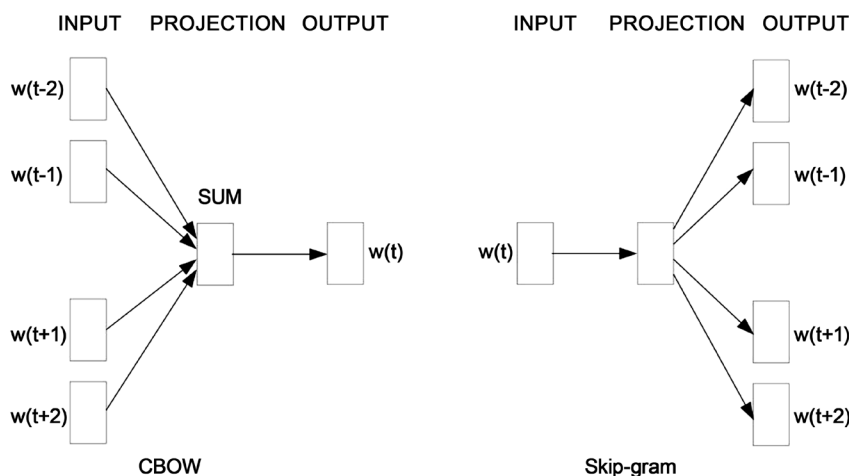 INPUT PROJECTION OUTPUT
w(t-2)
w(t-1)
SUM
w(t)
w(t+1)
w(t+2)
CBOW
INPUT PROJECTION OUTPUT
w(t-2)
w(t-1)
w(t)
w(t+1)
w(t+2)
Skip-gram